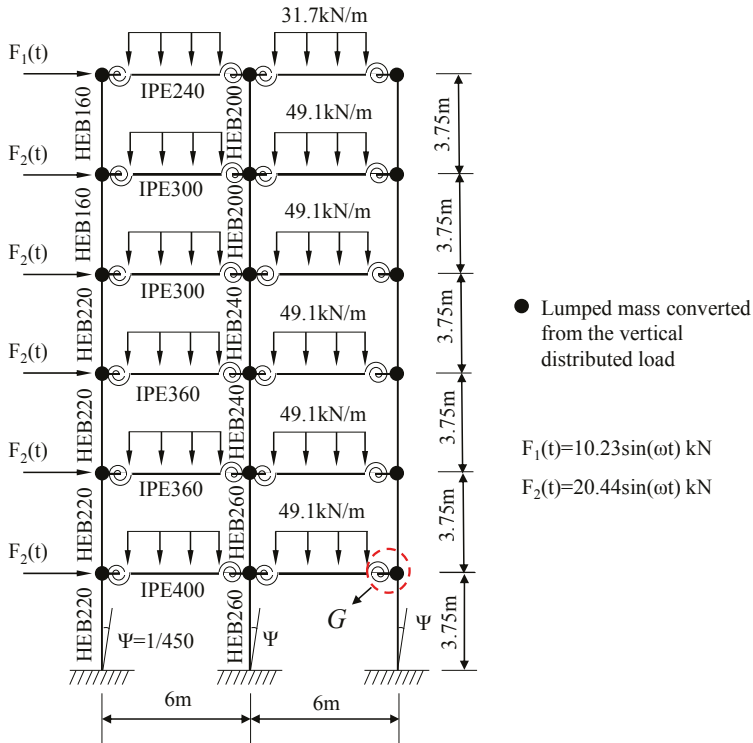 31.7kN/m
F1(t)
IPE240
HEB160
HEB200
49.1kN/m
3.75m
F2(t)
IPE300
HEB160
HEB200
49.1kN/m
3.75m
F2(t)
IPE300
HEB220
HEB240
49.1kN/m
3.75m
Lumped mass converted
from the vertical
distributed load
F2(t)
IPE360
HEB220
HEB240
49.1kN/m
3.75m
F1(t)=10.23sin(ωt) kN
F2(t)=20.44sin(ωt) kN
F2(t)
IPE360
HEB220
HEB260
49.1kN/m
3.75m
F2(t)
IPE400
G
HEB220
HEB260
3.75m
Ψ=1/450
Ψ
Ψ
6m
6m